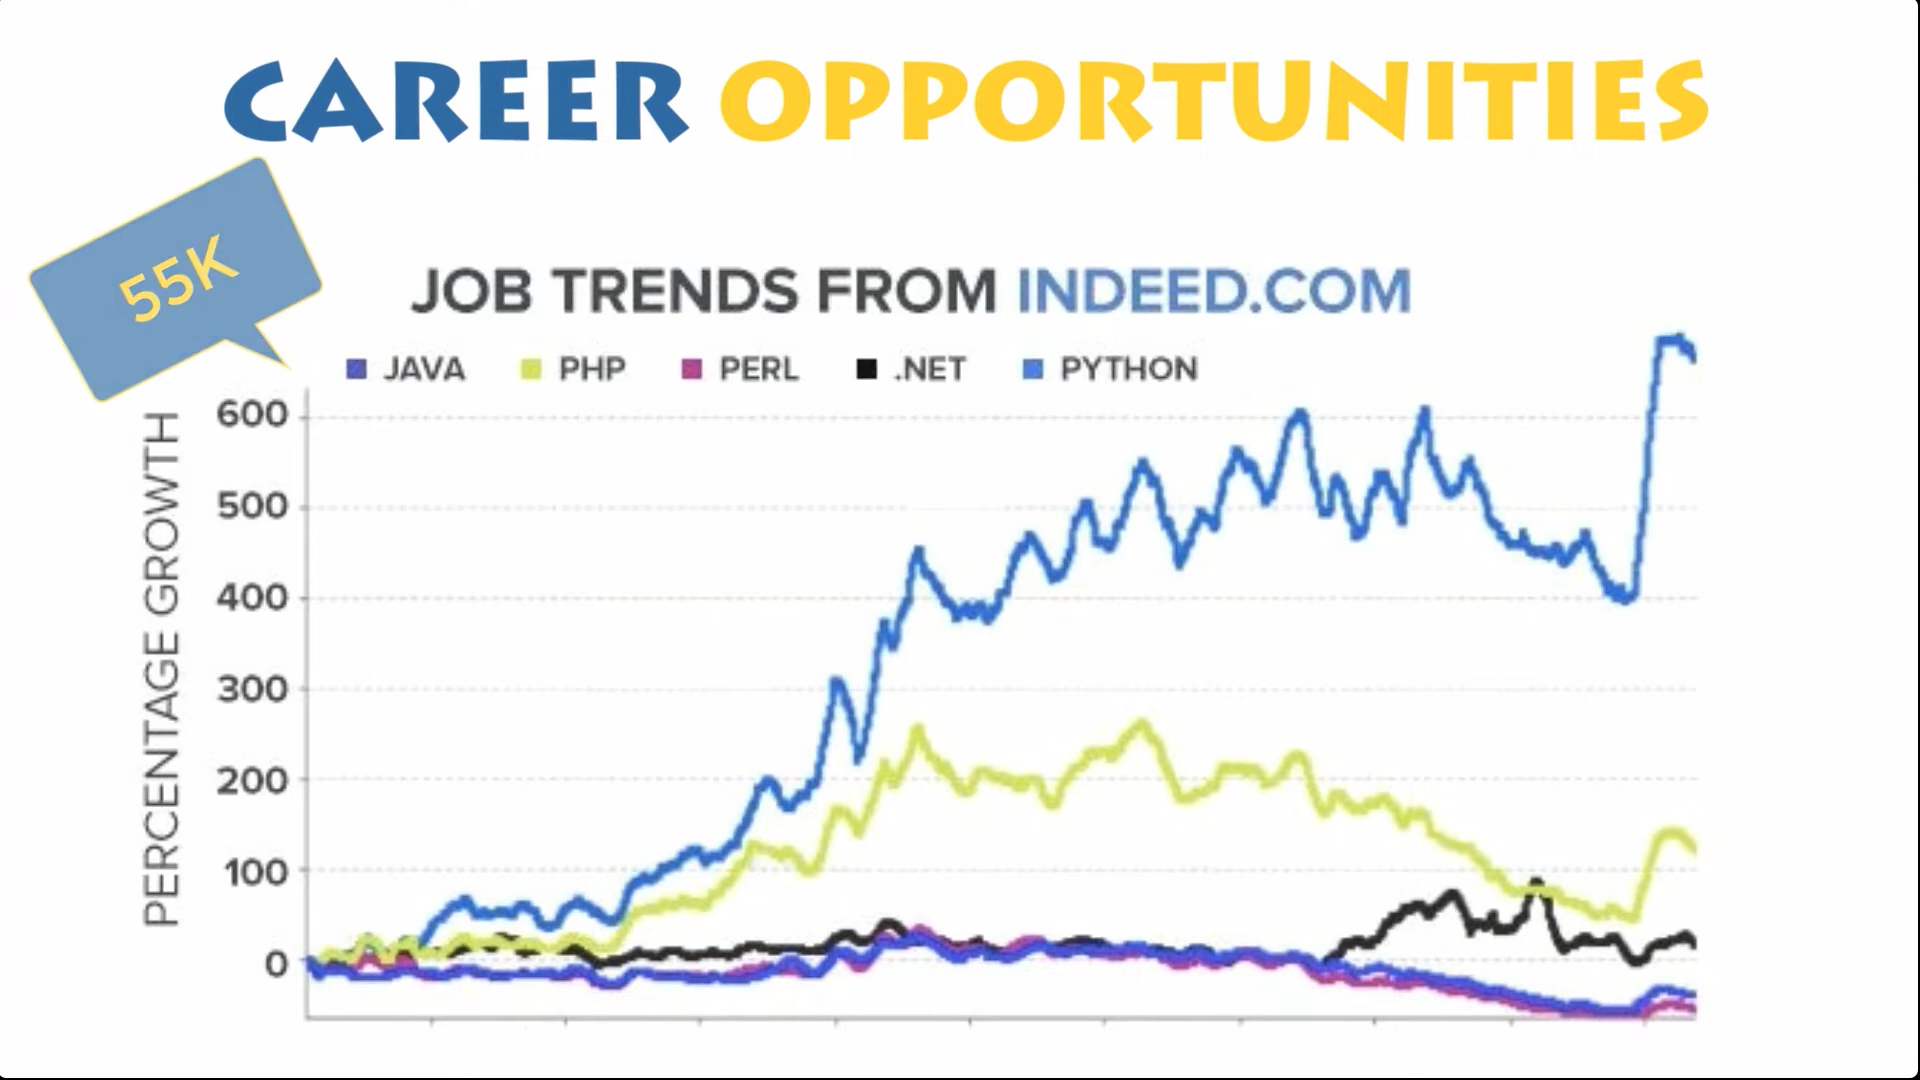 CAREER OPPORTUNITIES
55K
JOB TRENDS FROM INDEED.COM
JAVA PHP PERL .NET PYTHON
PERCENTAGE GROWTH
600
500
400
300
200
100
0